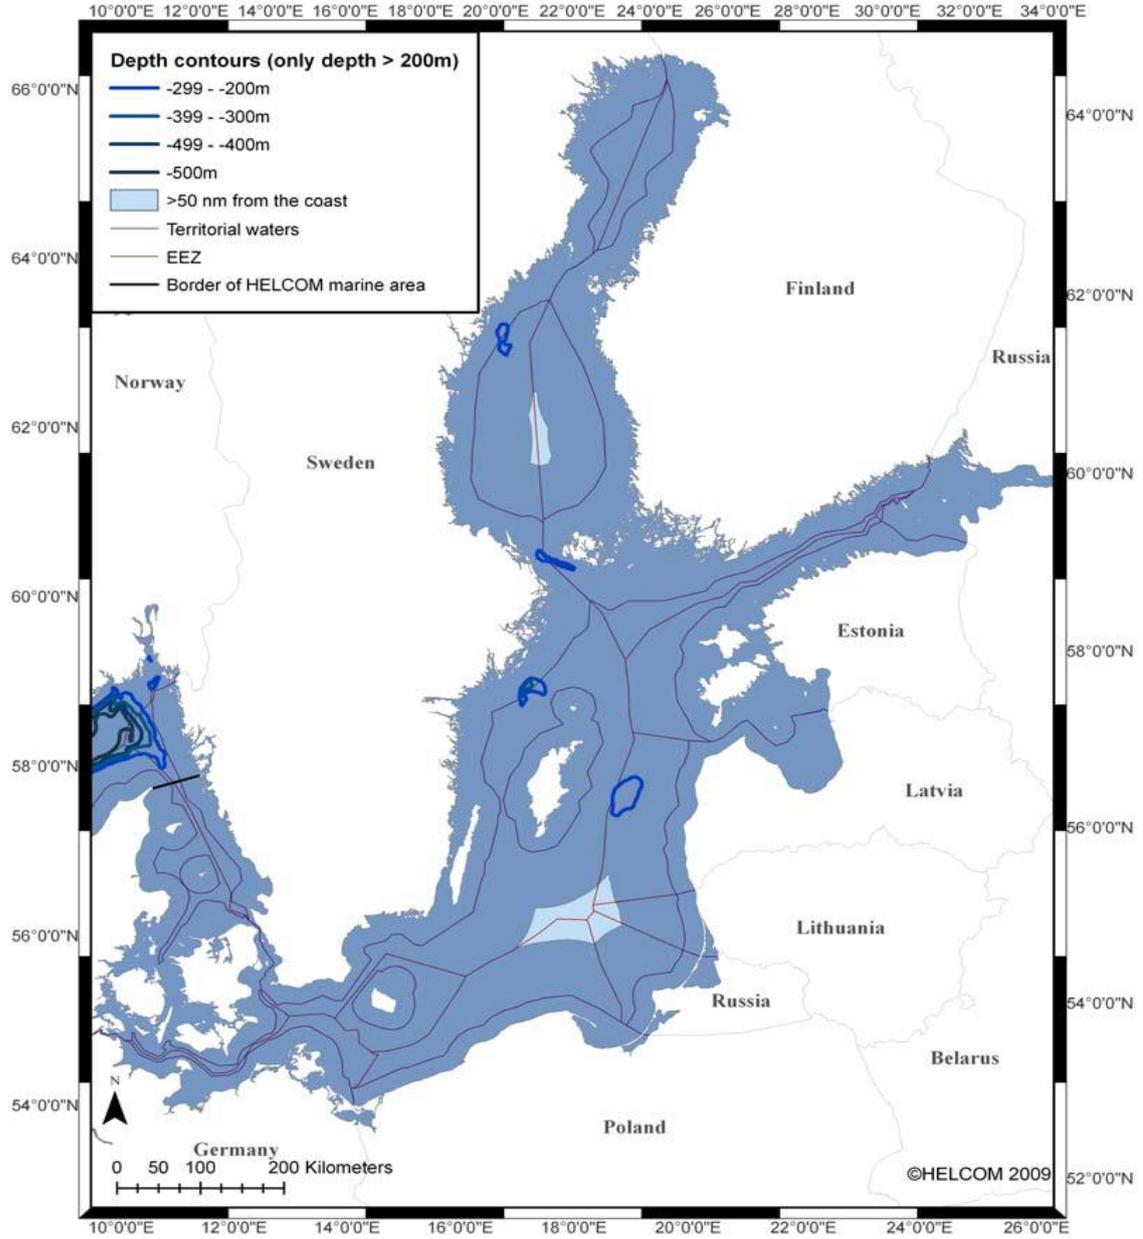 10°0'0"E 12°0'0"E 14°0'0"E 16°0'0"E 18°0'0"E 20°0'0"E 22°0'0"E 24°0'0"E 26°0'0"E 28°0'0"E 30°0'0"E 32°0'0"E 34°0'0"E
Depth contours (only depth > 200m)
-299 - -200m
-399 - -300m
-499 - -400m
-500m
>50 nm from the coast
Territorial waters
EEZ
Border of HELCOM marine area
66°0'0"N
64°0'0"N
64°0'0"N
62°0'0"N
Finland
Russia
Norway
62°0'0"N
Sweden
60°0'0"N
60°0'0"N
Estonia
58°0'0"N
58°0'0"N
Latvia
56°0'0"N
56°0'0"N
Lithuania
Russia
54°0'0"N
Belarus
N
54°0'0"N
Poland
Germany
0 50 100 200 Kilometers
©HELCOM 2009
52°0'0"N
10°0'0"E 12°0'0"E 14°0'0"E 16°0'0"E 18°0'0"E 20°0'0"E 22°0'0"E 24°0'0"E 26°0'0"E